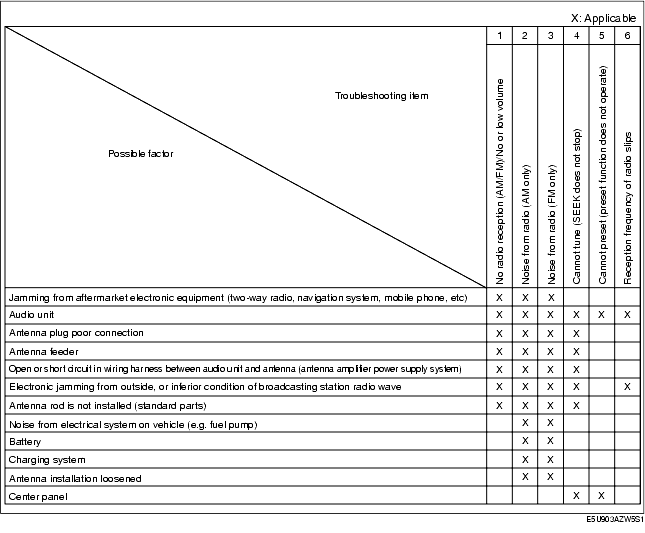 X: Applicable
1 2 3 4 5 6
Troubleshooting item
Possible factor
No radio reception (AM/FM)/No or low volume
Noise from radio (AM only)
Noise from radio (FM only)
Cannot tune (SEEK does not stop)
Cannot preset (preset function does not operate)
Reception frequency of radio slips
Jamming from aftermarket electronic equipment (two-way radio, navigation system, mobile phone, etc) X X X
Audio unit X X X X X X
Antenna plug poor connection X X X X
Antenna feeder X X X X
Open or short circuit in wiring harness between audio unit and antenna (antenna amplifier power supply system) X X X X
Electronic jamming from outside, or inferior condition of broadcasting station radio wave X X X X X
Antenna rod is not installed (standard parts) X X X X
Noise from electrical system on vehicle (e.g. fuel pump) X X
Battery X X
Charging system X X
Antenna installation loosened X X
Center panel X X
E5U903AZW5S1